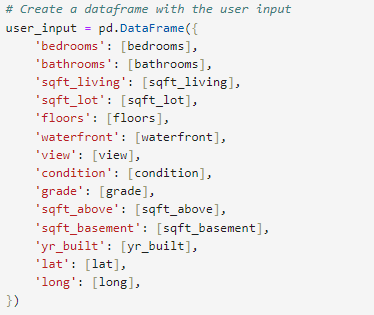 # Create a dataframe with the user input
user_input = pd.DataFrame({
    'bedrooms': [bedrooms],
    'bathrooms': [bathrooms],
    'sqft_living': [sqft_living],
    'sqft_lot': [sqft_lot],
    'floors': [floors],
    'waterfront': [waterfront],
    'view': [view],
    'condition': [condition],
    'grade': [grade],
    'sqft_above': [sqft_above],
    'sqft_basement': [sqft_basement],
    'yr_built': [yr_built],
    'lat': [lat],
    'long': [long],
})